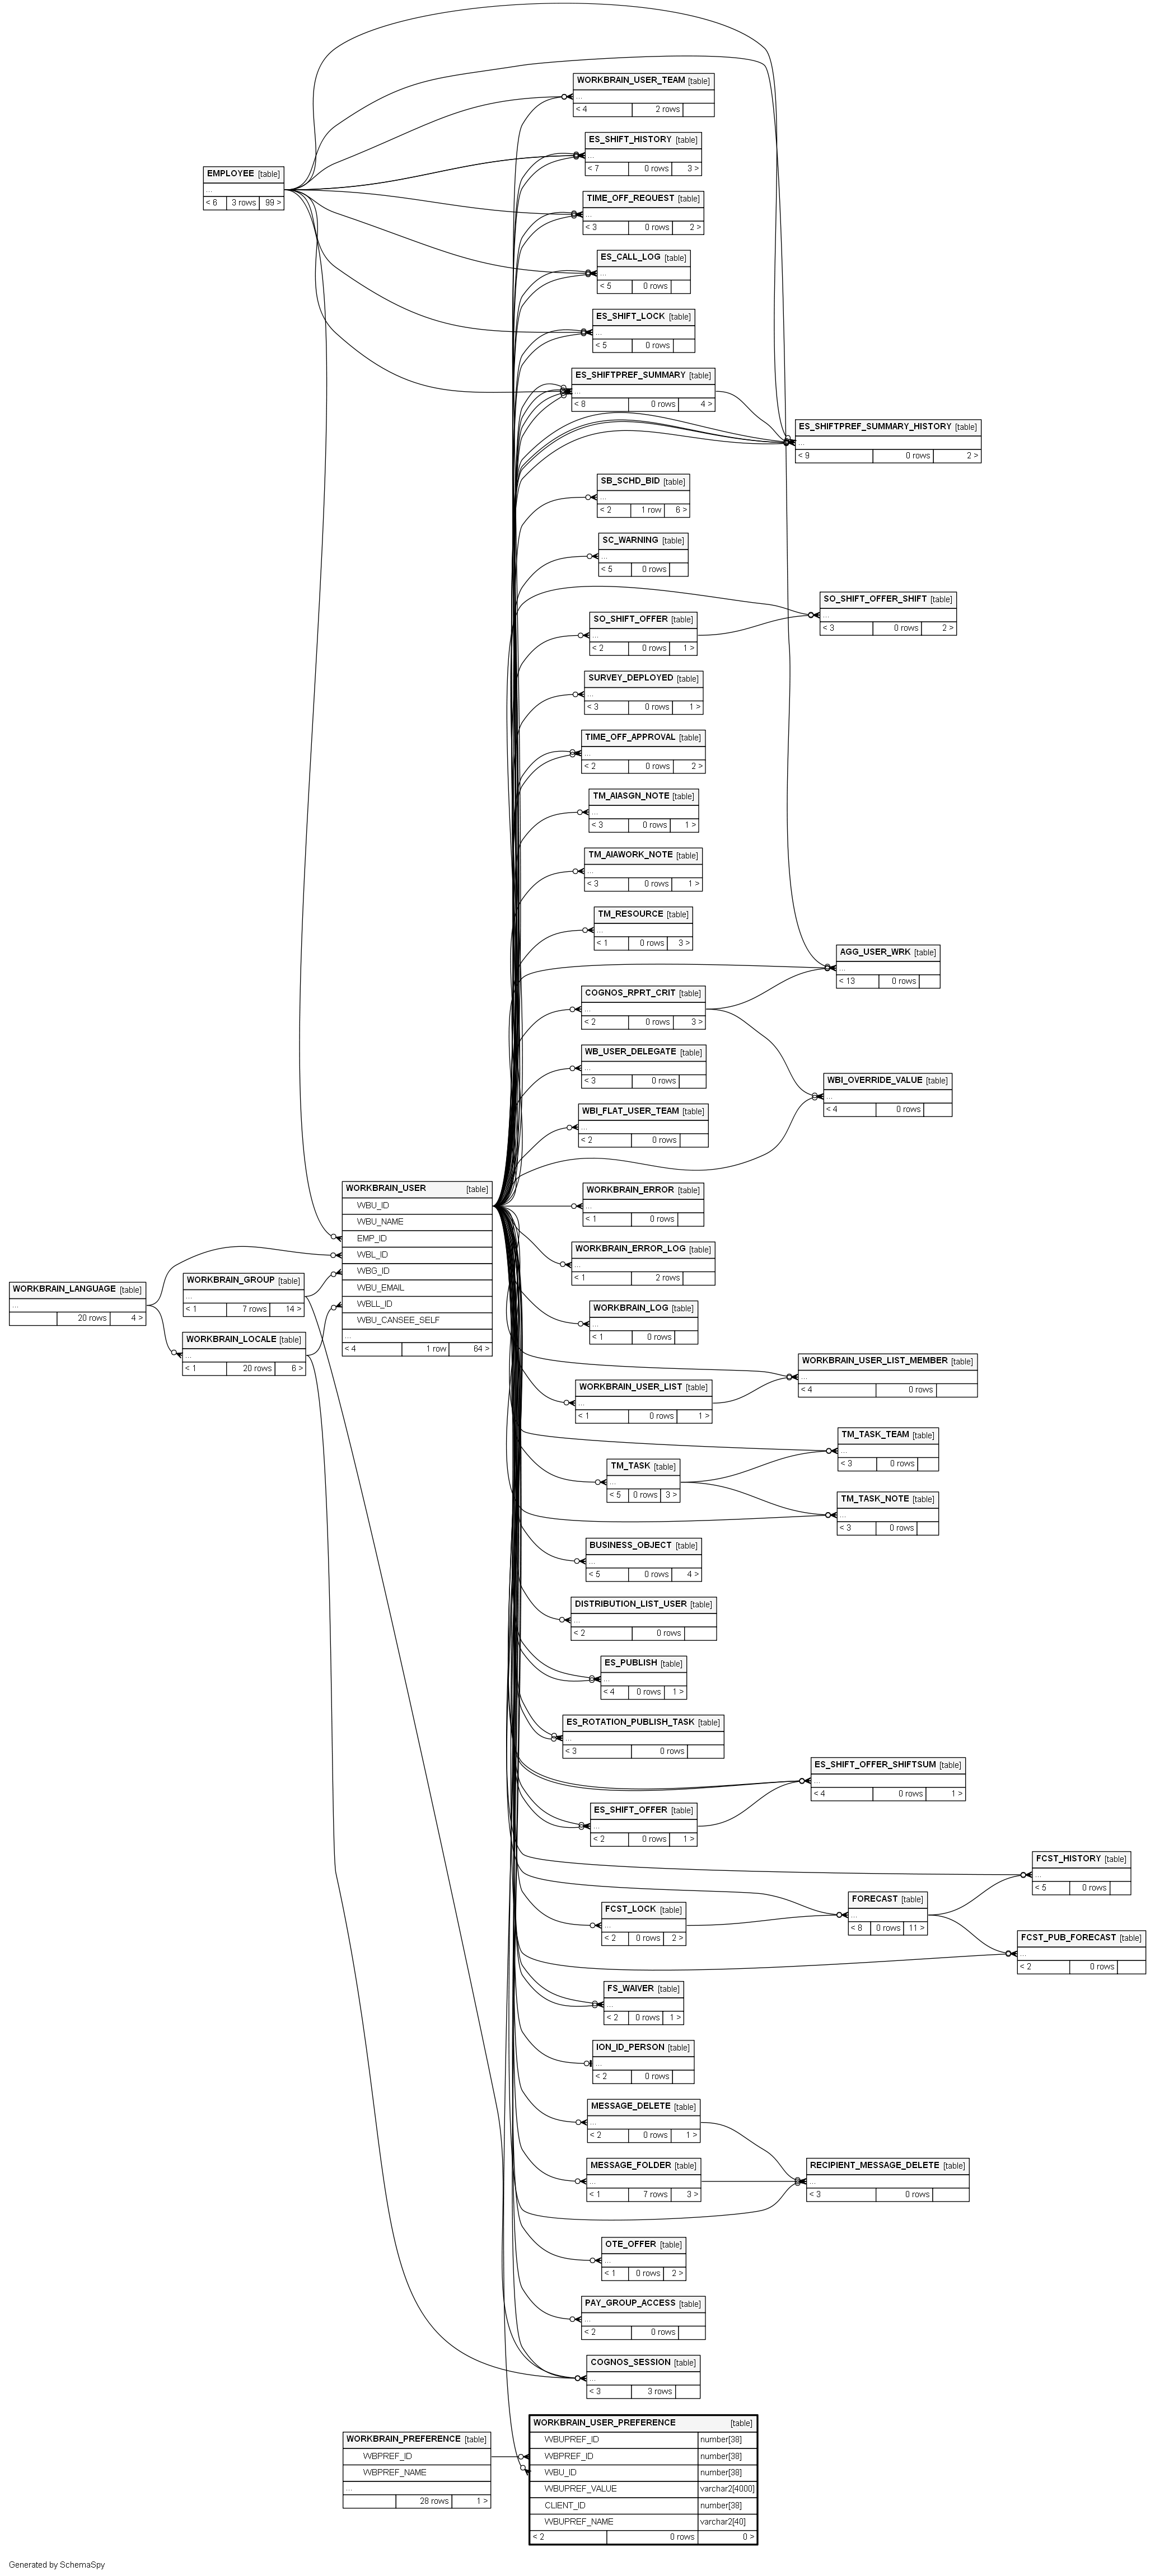 WORKBRAIN_USER_TEAM [table]
...
< 4 2 rows
ES_SHIFT_HISTORY [table]
...
< 7 0 rows 3 >
EMPLOYEE [table]
...
< 6 3 rows 99 >
TIME_OFF_REQUEST [table]
...
< 3 0 rows 2 >
ES_CALL_LOG [table]
...
< 5 0 rows
ES_SHIFT_LOCK [table]
...
< 5 0 rows
ES_SHIFTPREF_SUMMARY [table]
...
< 8 0 rows 4 >
ES_SHIFTPREF_SUMMARY_HISTORY [table]
...
< 9 0 rows 2 >
SB_SCHD_BID [table]
...
< 2 1 row 6 >
SC_WARNING [table]
...
< 5 0 rows
SO_SHIFT_OFFER_SHIFT [table]
...
< 3 0 rows 2 >
SO_SHIFT_OFFER [table]
...
< 2 0 rows 1 >
SURVEY_DEPLOYED [table]
...
< 3 0 rows 1 >
TIME_OFF_APPROVAL [table]
...
< 2 0 rows 2 >
TM_AIASGN_NOTE [table]
...
< 3 0 rows 1 >
TM_AIAWORK_NOTE [table]
...
< 3 0 rows 1 >
TM_RESOURCE [table]
...
< 1 0 rows 3 >
AGG_USER_WRK [table]
...
< 13 0 rows
COGNOS_RPRT_CRIT [table]
...
< 2 0 rows 3 >
WB_USER_DELEGATE [table]
...
< 3 0 rows
WBI_OVERRIDE_VALUE [table]
...
< 4 0 rows
WBI_FLAT_USER_TEAM [table]
...
< 2 0 rows
WORKBRAIN_USER [table]
WBU_ID
WBU_NAME
EMP_ID
WBL_ID
WBG_ID
WBU_EMAIL
WBLL_ID
WBU_CANSEE_SELF
...
< 4 1 row 64 >
WORKBRAIN_ERROR [table]
...
< 1 0 rows
WORKBRAIN_ERROR_LOG [table]
...
< 1 2 rows
WORKBRAIN_LANGUAGE [table]
...
20 rows 4 >
WORKBRAIN_GROUP [table]
...
< 1 7 rows 14 >
WORKBRAIN_LOCALE [table]
...
< 1 20 rows 6 >
WORKBRAIN_LOG [table]
...
< 1 0 rows
WORKBRAIN_USER_LIST_MEMBER [table]
...
< 4 0 rows
WORKBRAIN_USER_LIST [table]
...
< 1 0 rows 1 >
TM_TASK_TEAM [table]
...
< 3 0 rows
TM_TASK [table]
...
< 5 0 rows 3 >
TM_TASK_NOTE [table]
...
< 3 0 rows
BUSINESS_OBJECT [table]
...
< 5 0 rows 4 >
DISTRIBUTION_LIST_USER [table]
...
< 2 0 rows
ES_PUBLISH [table]
...
< 4 0 rows 1 >
ES_ROTATION_PUBLISH_TASK [table]
...
< 3 0 rows
ES_SHIFT_OFFER_SHIFTSUM [table]
...
< 4 0 rows 1 >
ES_SHIFT_OFFER [table]
...
< 2 0 rows 1 >
FCST_HISTORY [table]
...
< 5 0 rows
FORECAST [table]
...
< 8 0 rows 11 >
FCST_LOCK [table]
...
< 2 0 rows 2 >
FCST_PUB_FORECAST [table]
...
< 2 0 rows
FS_WAIVER [table]
...
< 2 0 rows 1 >
ION_ID_PERSON [table]
...
< 2 0 rows
MESSAGE_DELETE [table]
...
< 2 0 rows 1 >
MESSAGE_FOLDER [table]
...
< 1 7 rows 3 >
RECIPIENT_MESSAGE_DELETE [table]
...
< 3 0 rows
OTE_OFFER [table]
...
< 1 0 rows 2 >
PAY_GROUP_ACCESS [table]
...
< 2 0 rows
COGNOS_SESSION [table]
...
< 3 3 rows
WORKBRAIN_PREFERENCE [table]
WBPREF_ID
WBPREF_NAME
...
28 rows 1 >
WORKBRAIN_USER_PREFERENCE [table]
WBUPREF_ID number[38]
WBPREF_ID number[38]
WBU_ID number[38]
WBUPREF_VALUE varchar2[4000]
CLIENT_ID number[38]
WBUPREF_NAME varchar2[40]
< 2 0 rows 0 >
Generated by SchemaSpy